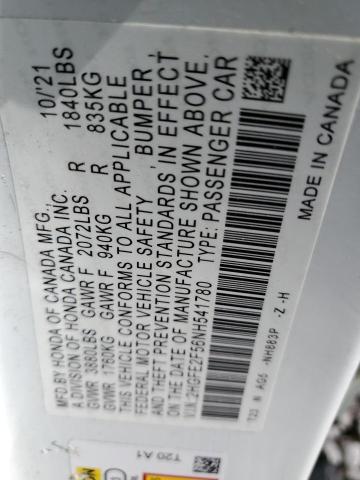 MFD. BY HONDA OF CANADA MFG., 10/'21
A DIVISION OF HONDA CANADA INC.
GVWR 3880LBS GAWR F 2072LBS R 1840LBS
GVWR 1760KG GAWR F 940KG R 835KG
THIS VEHICLE CONFORMS TO ALL APPLICABLE
FEDERAL MOTOR VEHICLE SAFETY, BUMPER,
THEFT PREVENTION STANDARDS IN EFFECT
ON THE DATE OF MANUFACTURE SHOWN ABOVE.
V.I.N.:2HGFE2F56NH541780 TYPE: PASSENGER CAR
T23 N AG5 -NH883P -Z -H
MADE IN CANADA
T20 A1